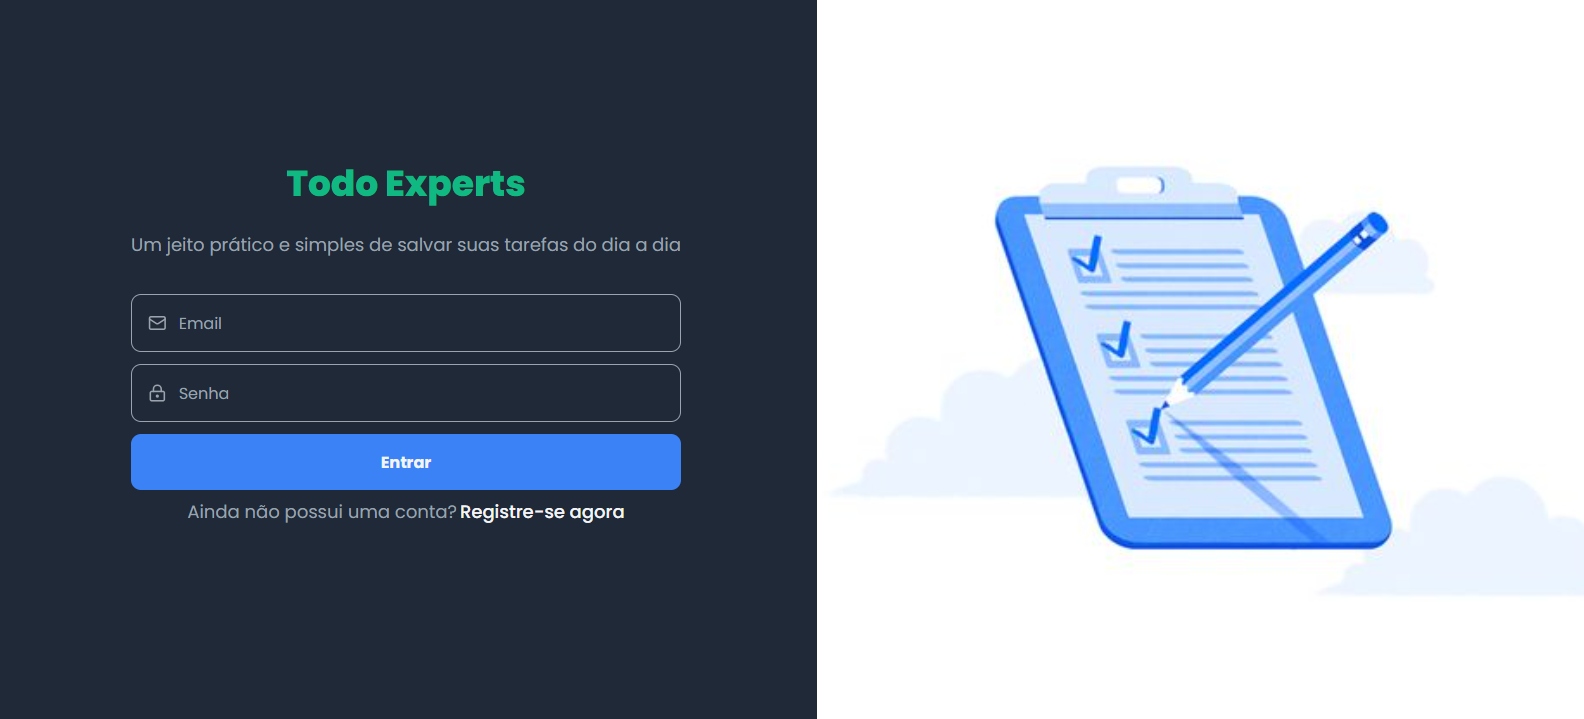 Todo Experts
Um jeito prático e simples de salvar suas tarefas do dia a dia
Email
Senha
Entrar
Ainda não possui uma conta? Registre-se agora